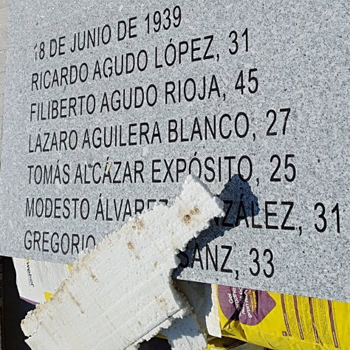 18 DE JUNIO DE 1939
RICARDO AGUDO LÓPEZ, 31
FILIBERTO AGUDO RIOJA, 45
LÁZARO AGUILERA BLANCO, 27
TOMÁS ALCÁZAR EXPÓSITO, 25
MODESTO ÁLVAREZ 31
GREGORIO SANZ, 33